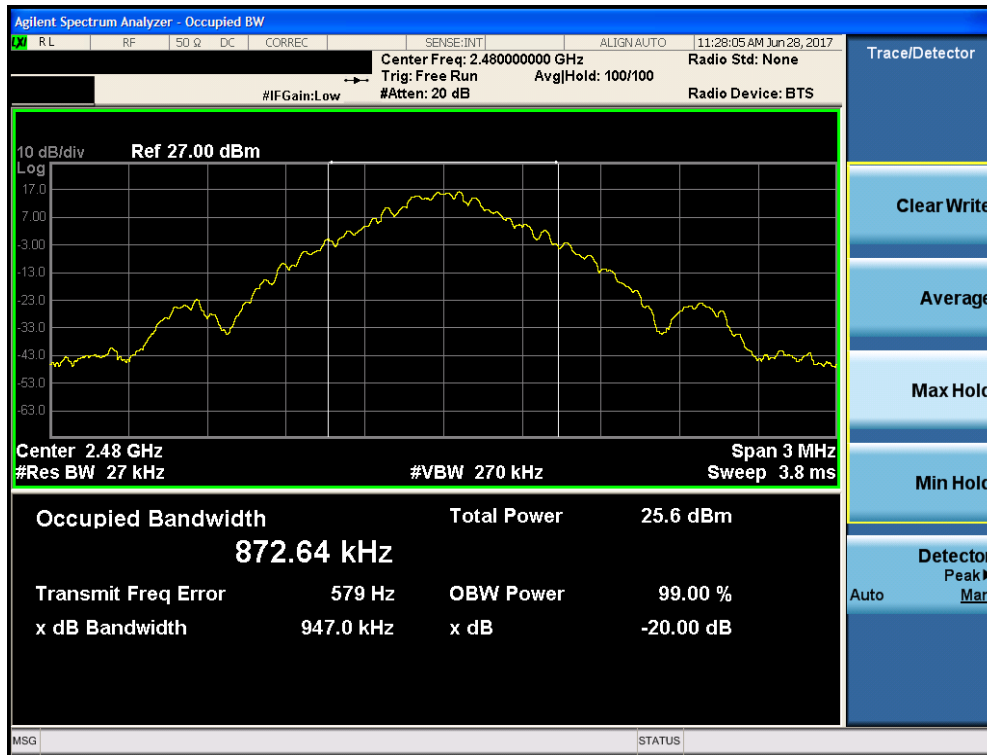 Agilent Spectrum Analyzer - Occupied BW
LXI RL RF 50 Ω DC CORREC SENSE:INT ALIGN AUTO 11:28:05 AM Jun 28, 2017
Center Freq: 2.480000000 GHz Radio Std: None
Trig: Free Run Avg|Hold: 100/100
#IFGain:Low #Atten: 20 dB Radio Device: BTS
10 dB/div Ref 27.00 dBm
Log
17.0
7.00
-3.00
-13.0
-23.0
-33.0
-43.0
-53.0
-63.0
Center 2.48 GHz Span 3 MHz
#Res BW 27 kHz #VBW 270 kHz Sweep 3.8 ms
Occupied Bandwidth Total Power 25.6 dBm
872.64 kHz
Transmit Freq Error 579 Hz OBW Power 99.00 %
x dB Bandwidth 947.0 kHz x dB -20.00 dB
MSG STATUS
Trace/Detector
Clear Write
Average
Max Hold
Min Hold
Detector
Peak
Auto Man